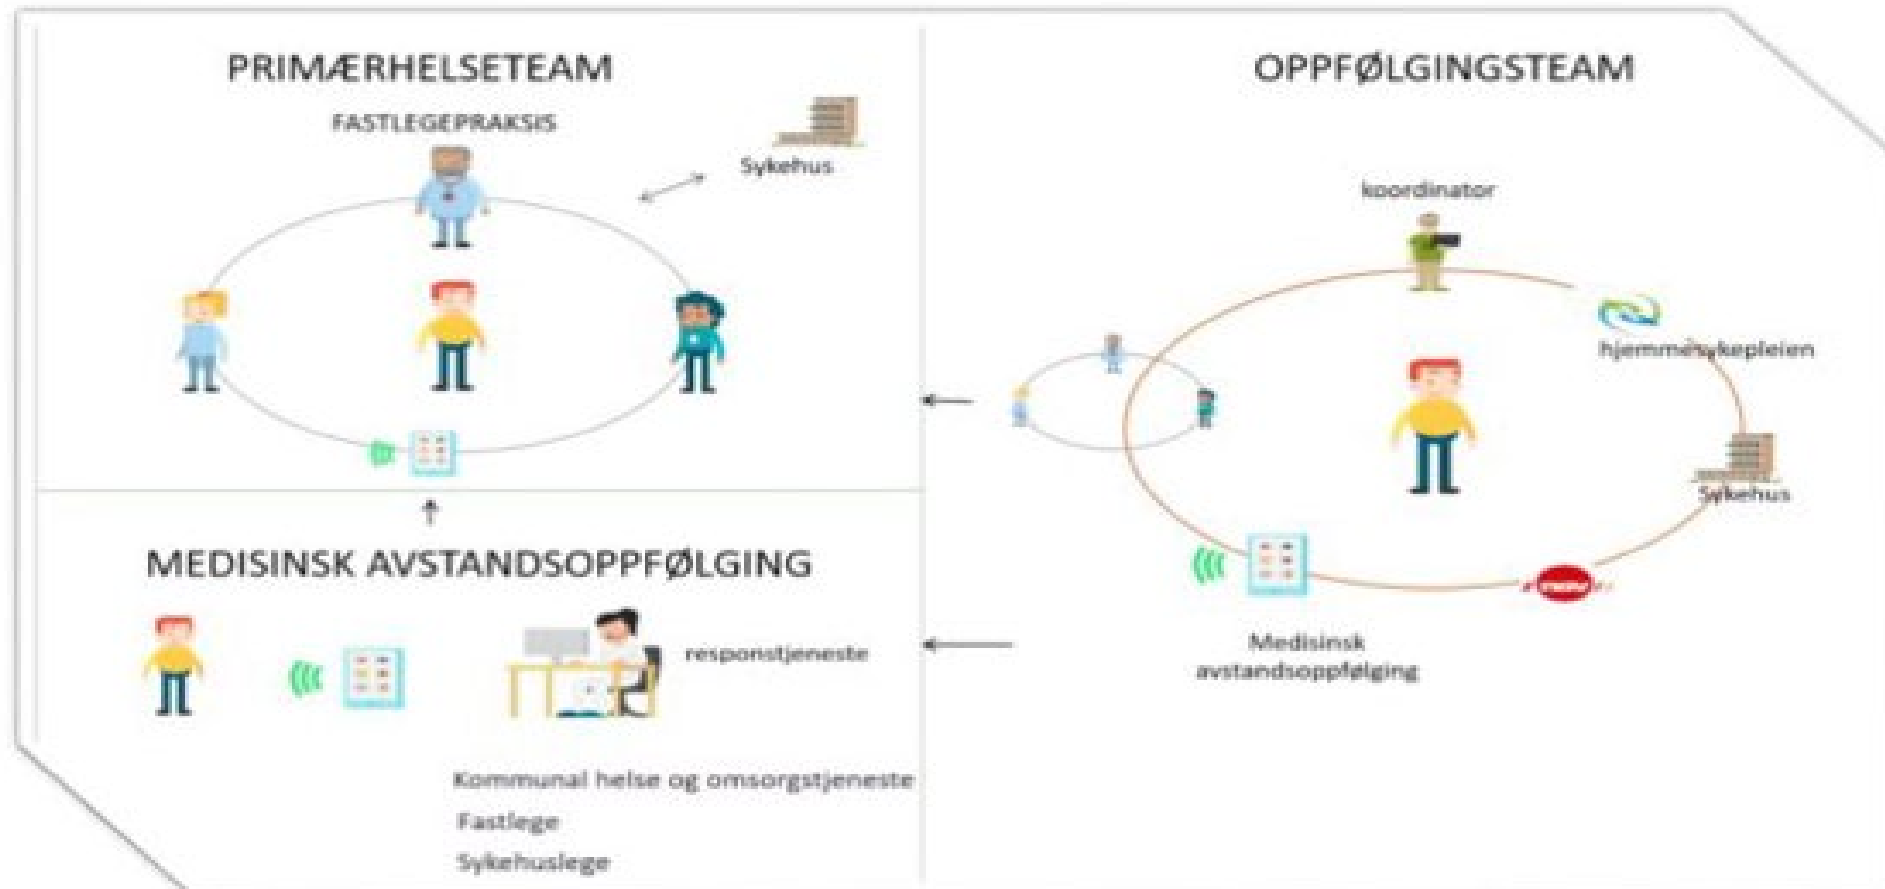 PRIMÆRHELSETEAM
FASTLEGEPRAKSIS
Sykehus
MEDISINSK AVSTANDSOPPFØLGING
responstjeneste
Kommunal helse og omsorgstjeneste
Fastlege
Sykehuslege
OPPFØLGINGSTEAM
koordinator
hjemmesykepleien
Sykehus
Medisinsk
avstandsoppfølging